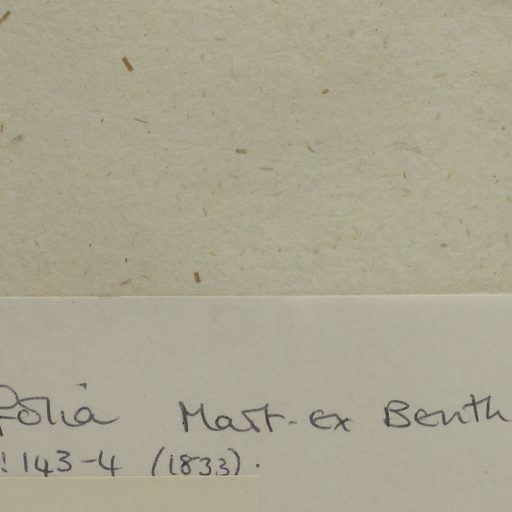 folia Mart. ex Benth
! 143-4 (1833).